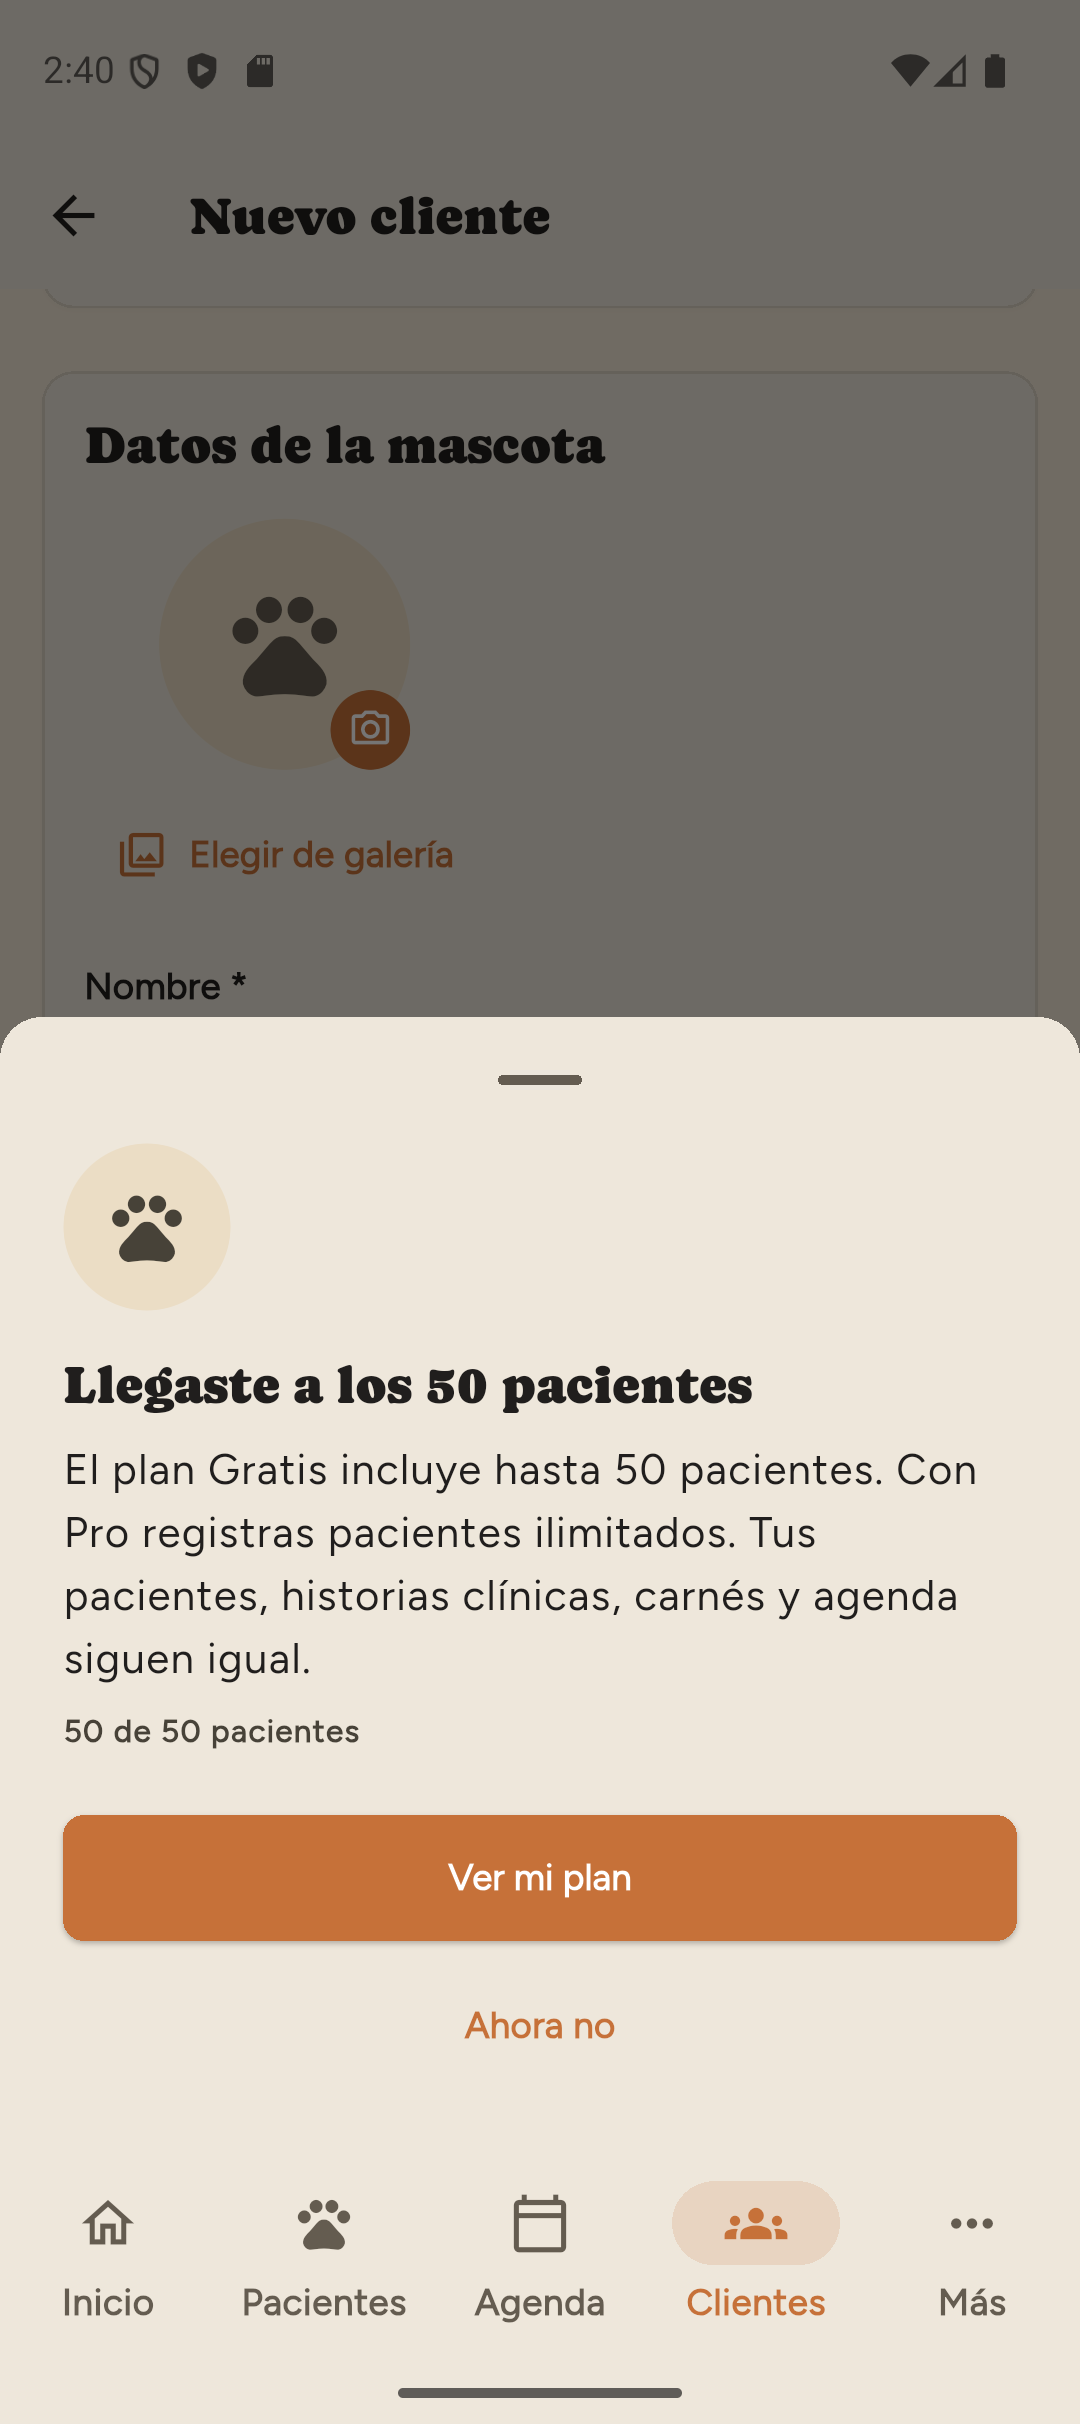 2:40
Nuevo cliente
Datos de la mascota
Elegir de galería
Nombre *
Llegaste a los 50 pacientes
El plan Gratis incluye hasta 50 pacientes. Con
Pro registras pacientes ilimitados. Tus
pacientes, historias clínicas, carnés y agenda
siguen igual.
50 de 50 pacientes
Ver mi plan
Ahora no
Inicio
Pacientes
Agenda
Clientes
Más